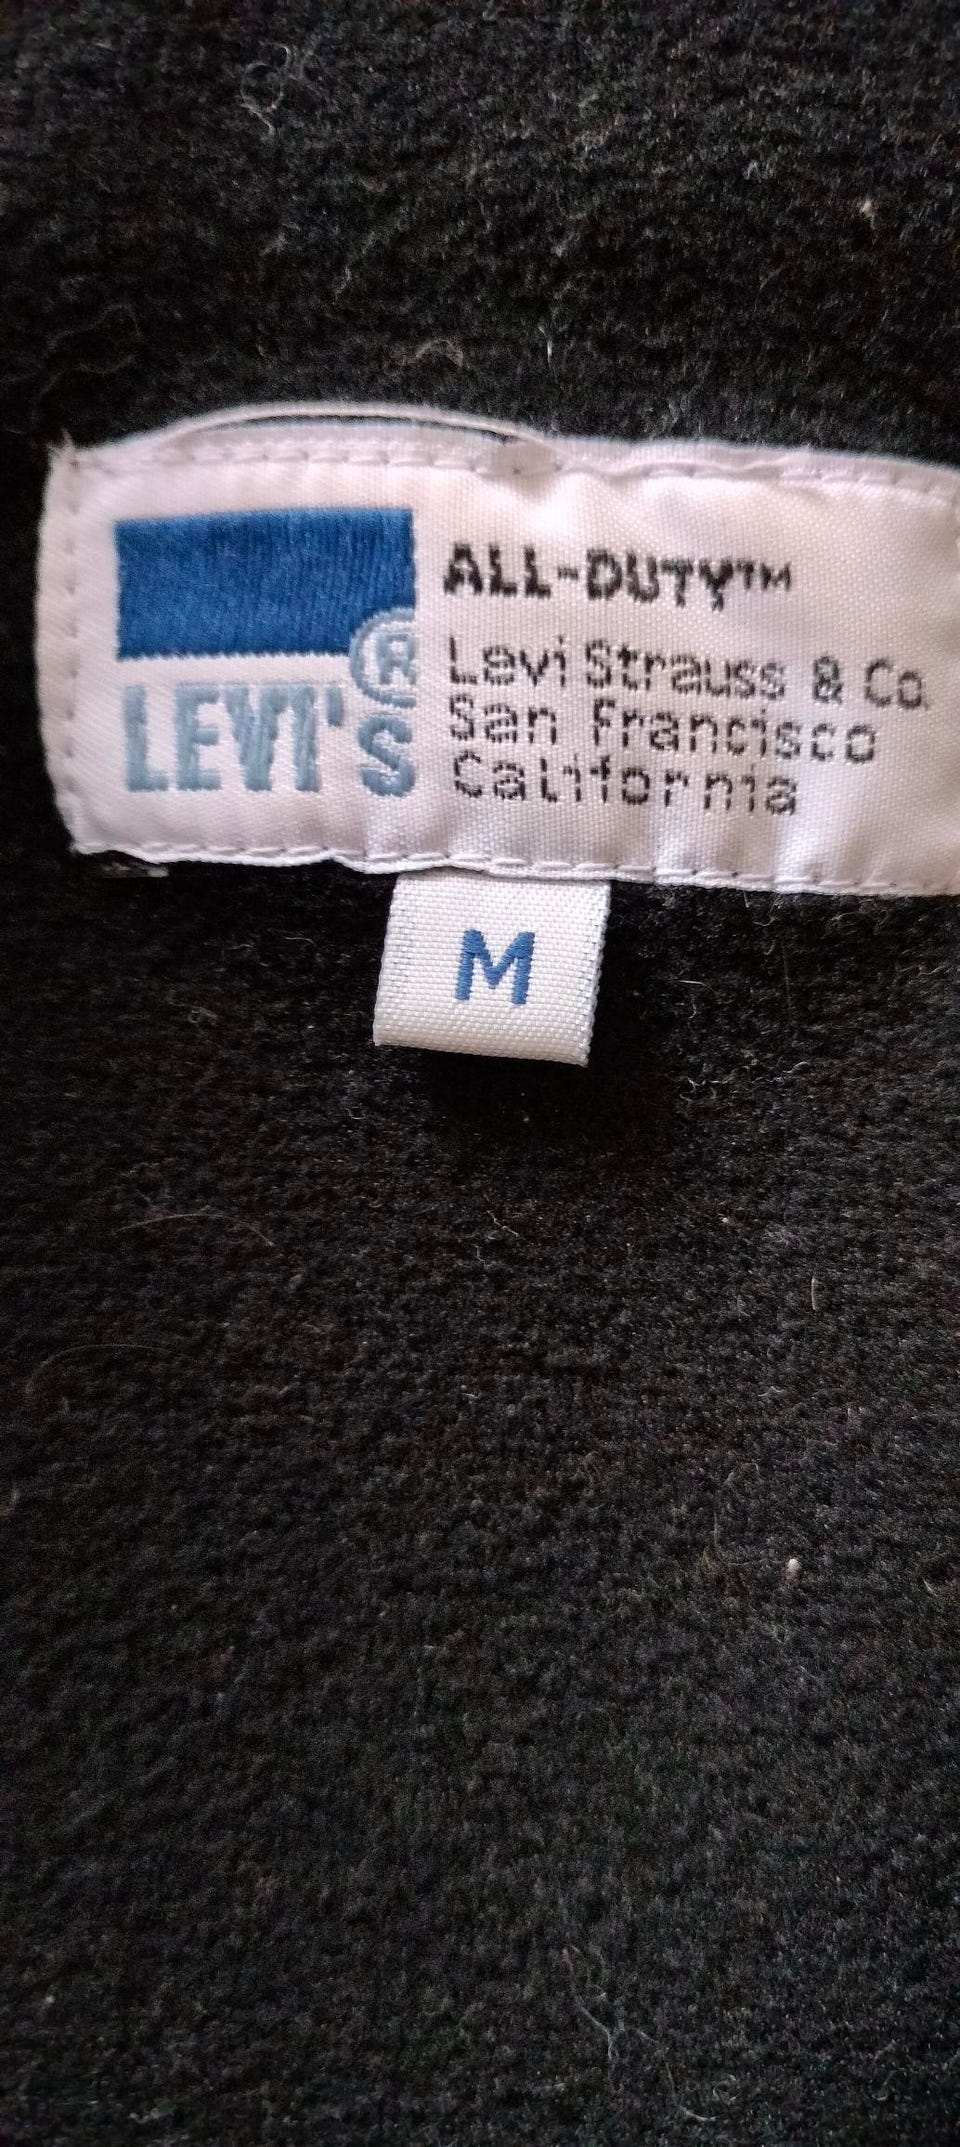 LEVI'S®
ALL-DUTY™
Levi Strauss & Co.
San Francisco
California
M